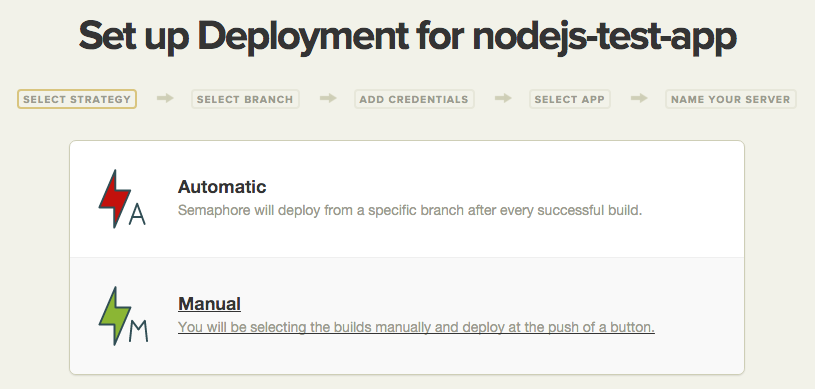 Set up Deployment for nodejs-test-app
SELECT STRATEGY SELECT BRANCH ADD CREDENTIALS SELECT APP NAME YOUR SERVER
A
Automatic
Semaphore will deploy from a specific branch after every successful build.
M
Manual
You will be selecting the builds manually and deploy at the push of a button.